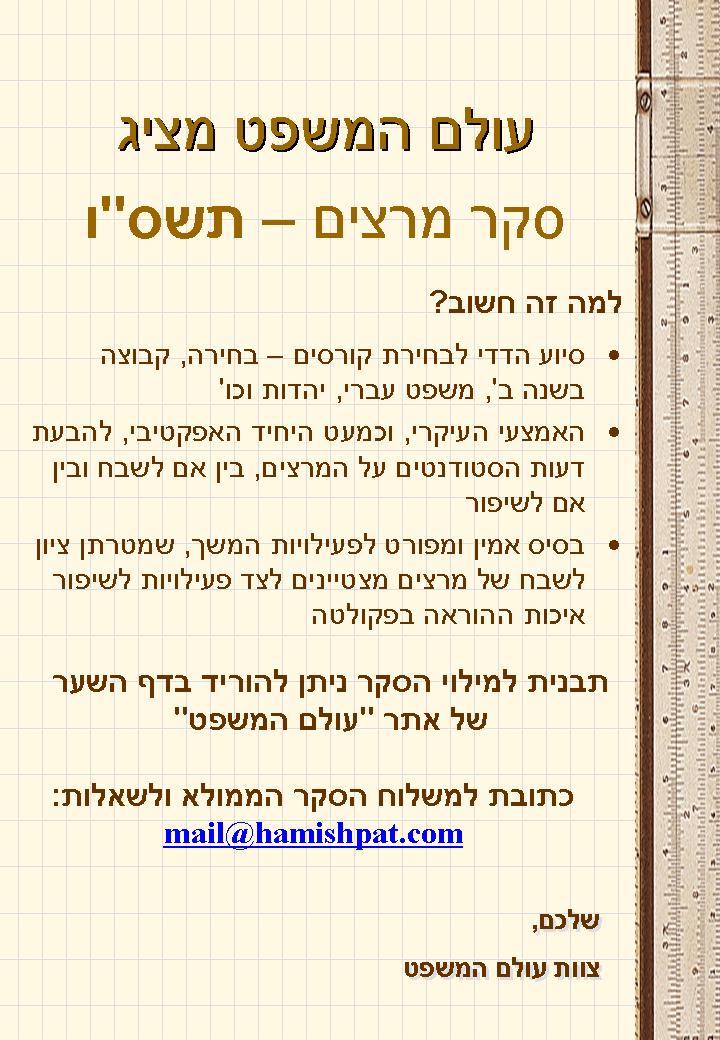 עולם המשפט מציג
סקר מרצים – תשס"ו
למה זה חשוב?
• סיוע הדדי לבחירת קורסים – בחירה, קבוצה
בשנה ב', משפט עברי, יהדות וכו'
• האמצעי העיקרי, וכמעט היחיד האפקטיבי, להבעת
דעות הסטודנטים על המרצים, בין אם לשבח ובין
אם לשיפור
• בסיס אמין ומפורט לפעילויות המשך, שמטרתן ציון
לשבח של מרצים מצטיינים לצד פעילויות לשיפור
איכות ההוראה בפקולטה
תבנית למילוי הסקר ניתן להוריד בדף השער
של אתר "עולם המשפט"
כתובת למשלוח הסקר הממולא ולשאלות:
mail@hamishpat.com
שלכם,
צוות עולם המשפט